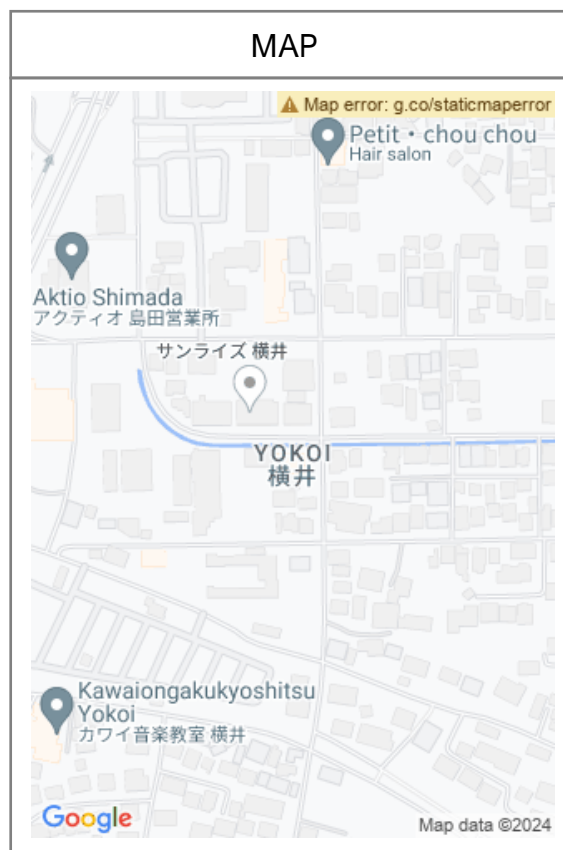 MAP
Map error: g.co/staticmaperror
Petit・chou chou
Hair salon
Aktio Shimada
アクティオ 島田営業所
サンライズ 横井
YOKOI
横井
Kawaiongakukyoshitsu
Yokoi
カワイ音楽教室 横井
Google
Map data ©2024